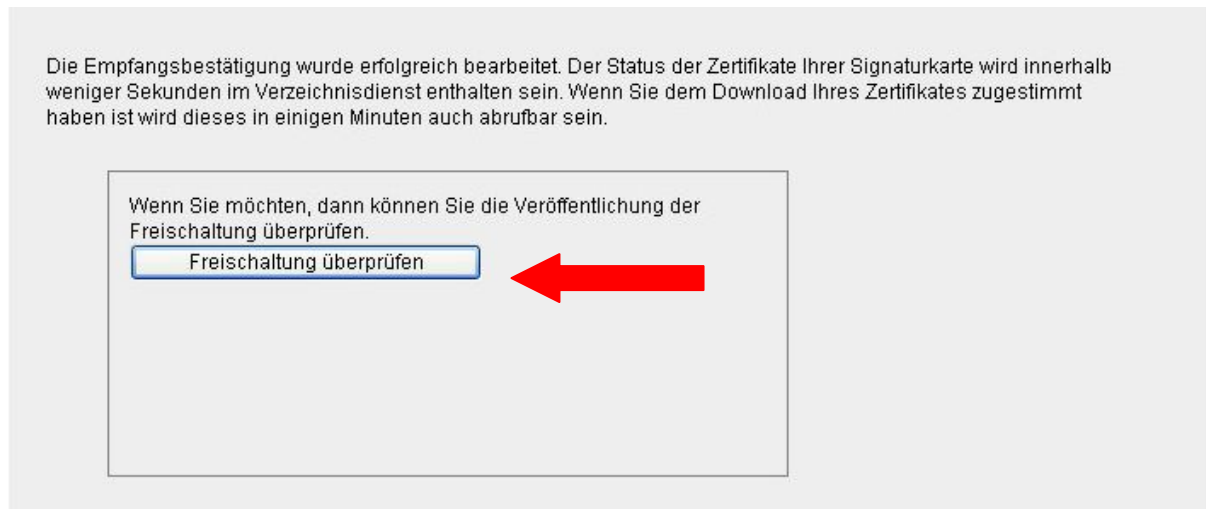 Die Empfangsbestätigung wurde erfolgreich bearbeitet. Der Status der Zertifikate Ihrer Signaturkarte wird innerhalb
weniger Sekunden im Verzeichnisdienst enthalten sein. Wenn Sie dem Download Ihres Zertifikates zugestimmt
haben ist wird dieses in einigen Minuten auch abrufbar sein.
Wenn Sie möchten, dann können Sie die Veröffentlichung der
Freischaltung überprüfen.
Freischaltung überprüfen